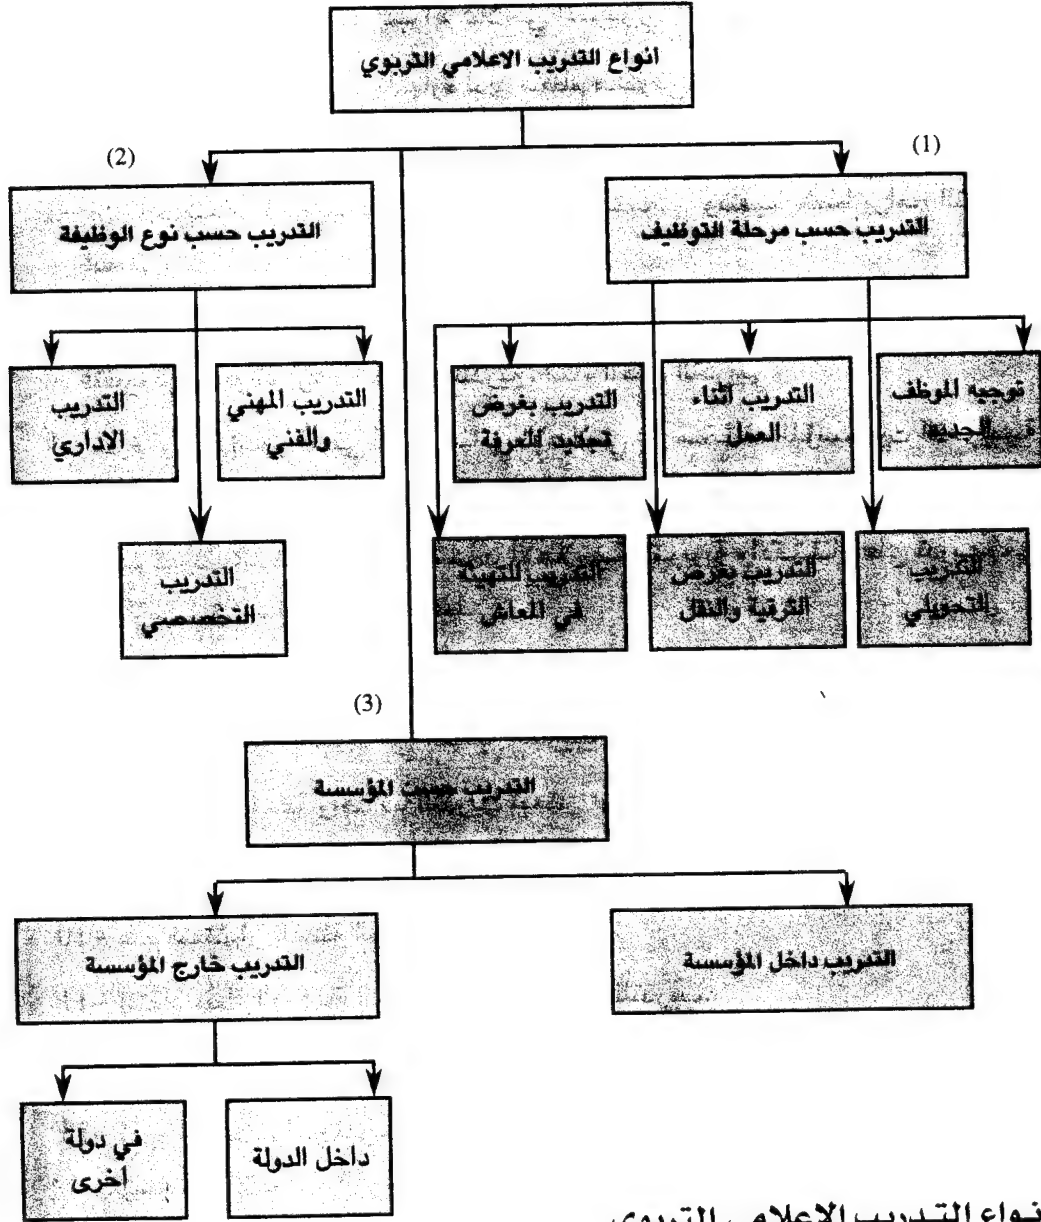 انواع التدريب الاعلامي التربوي
(1)
التدريب حسب مرحلة التوظيف
توجيه الموظف
الجديد
التدريب اثناء
العمل
التدريب بغرض
تجديد المعرفة
التدريب
التحويلي
التدريب بغرض
الترقية والنقل
التدريب للتهيئة
في المعاش
(2)
التدريب حسب نوع الوظيفة
التدريب المهني
والفني
التدريب
الاداري
التدريب
التخصصي
(3)
التدريب حسب المؤسسة
التدريب داخل المؤسسة
التدريب خارج المؤسسة
داخل الدولة
في دولة
اخرى
التدريب الإعلامي التربوي